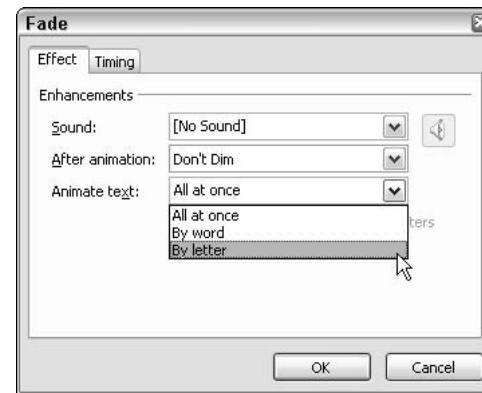 Fade
Effect Timing
Enhancements
Sound: [No Sound]
After animation: Don't Dim
Animate text: All at once
All at once
By word
By letter
OK Cancel